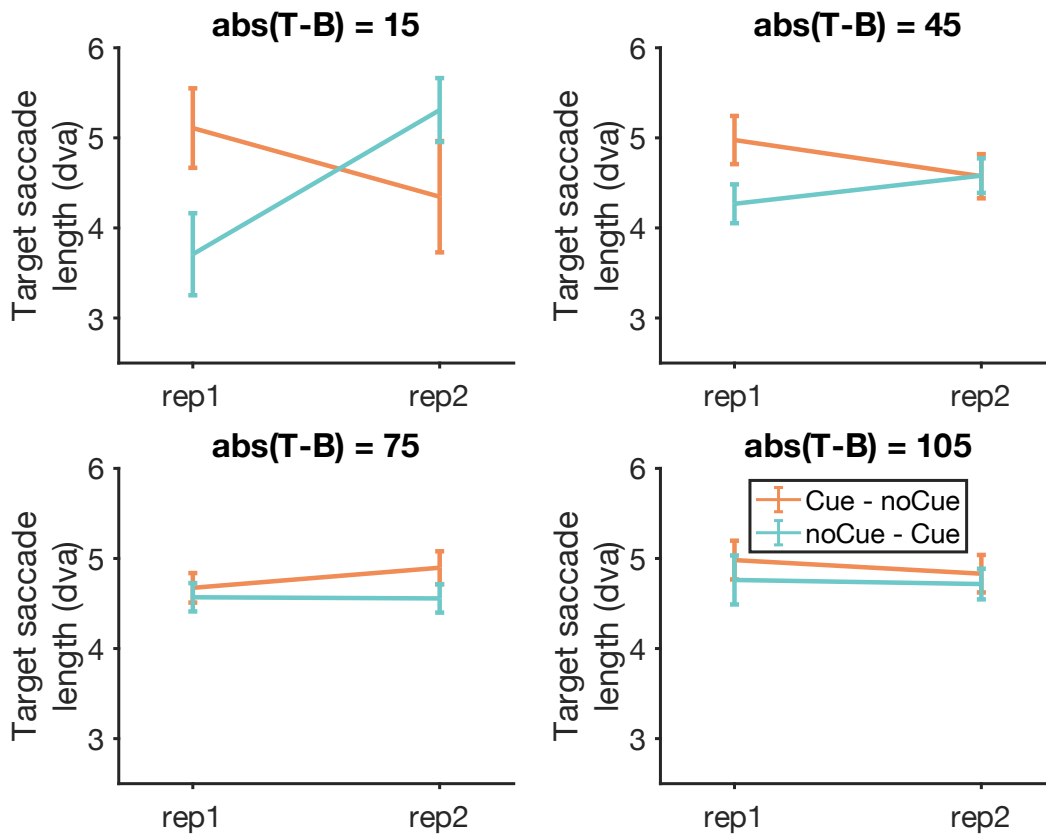 abs(T-B) = 15
6
5
4
3
Target saccade
length (dva)
rep1
rep2
abs(T-B) = 45
6
5
4
3
Target saccade
length (dva)
rep1
rep2
abs(T-B) = 75
6
5
4
3
Target saccade
length (dva)
rep1
rep2
abs(T-B) = 105
6
5
4
3
Target saccade
length (dva)
Cue - noCue
noCue - Cue
rep1
rep2